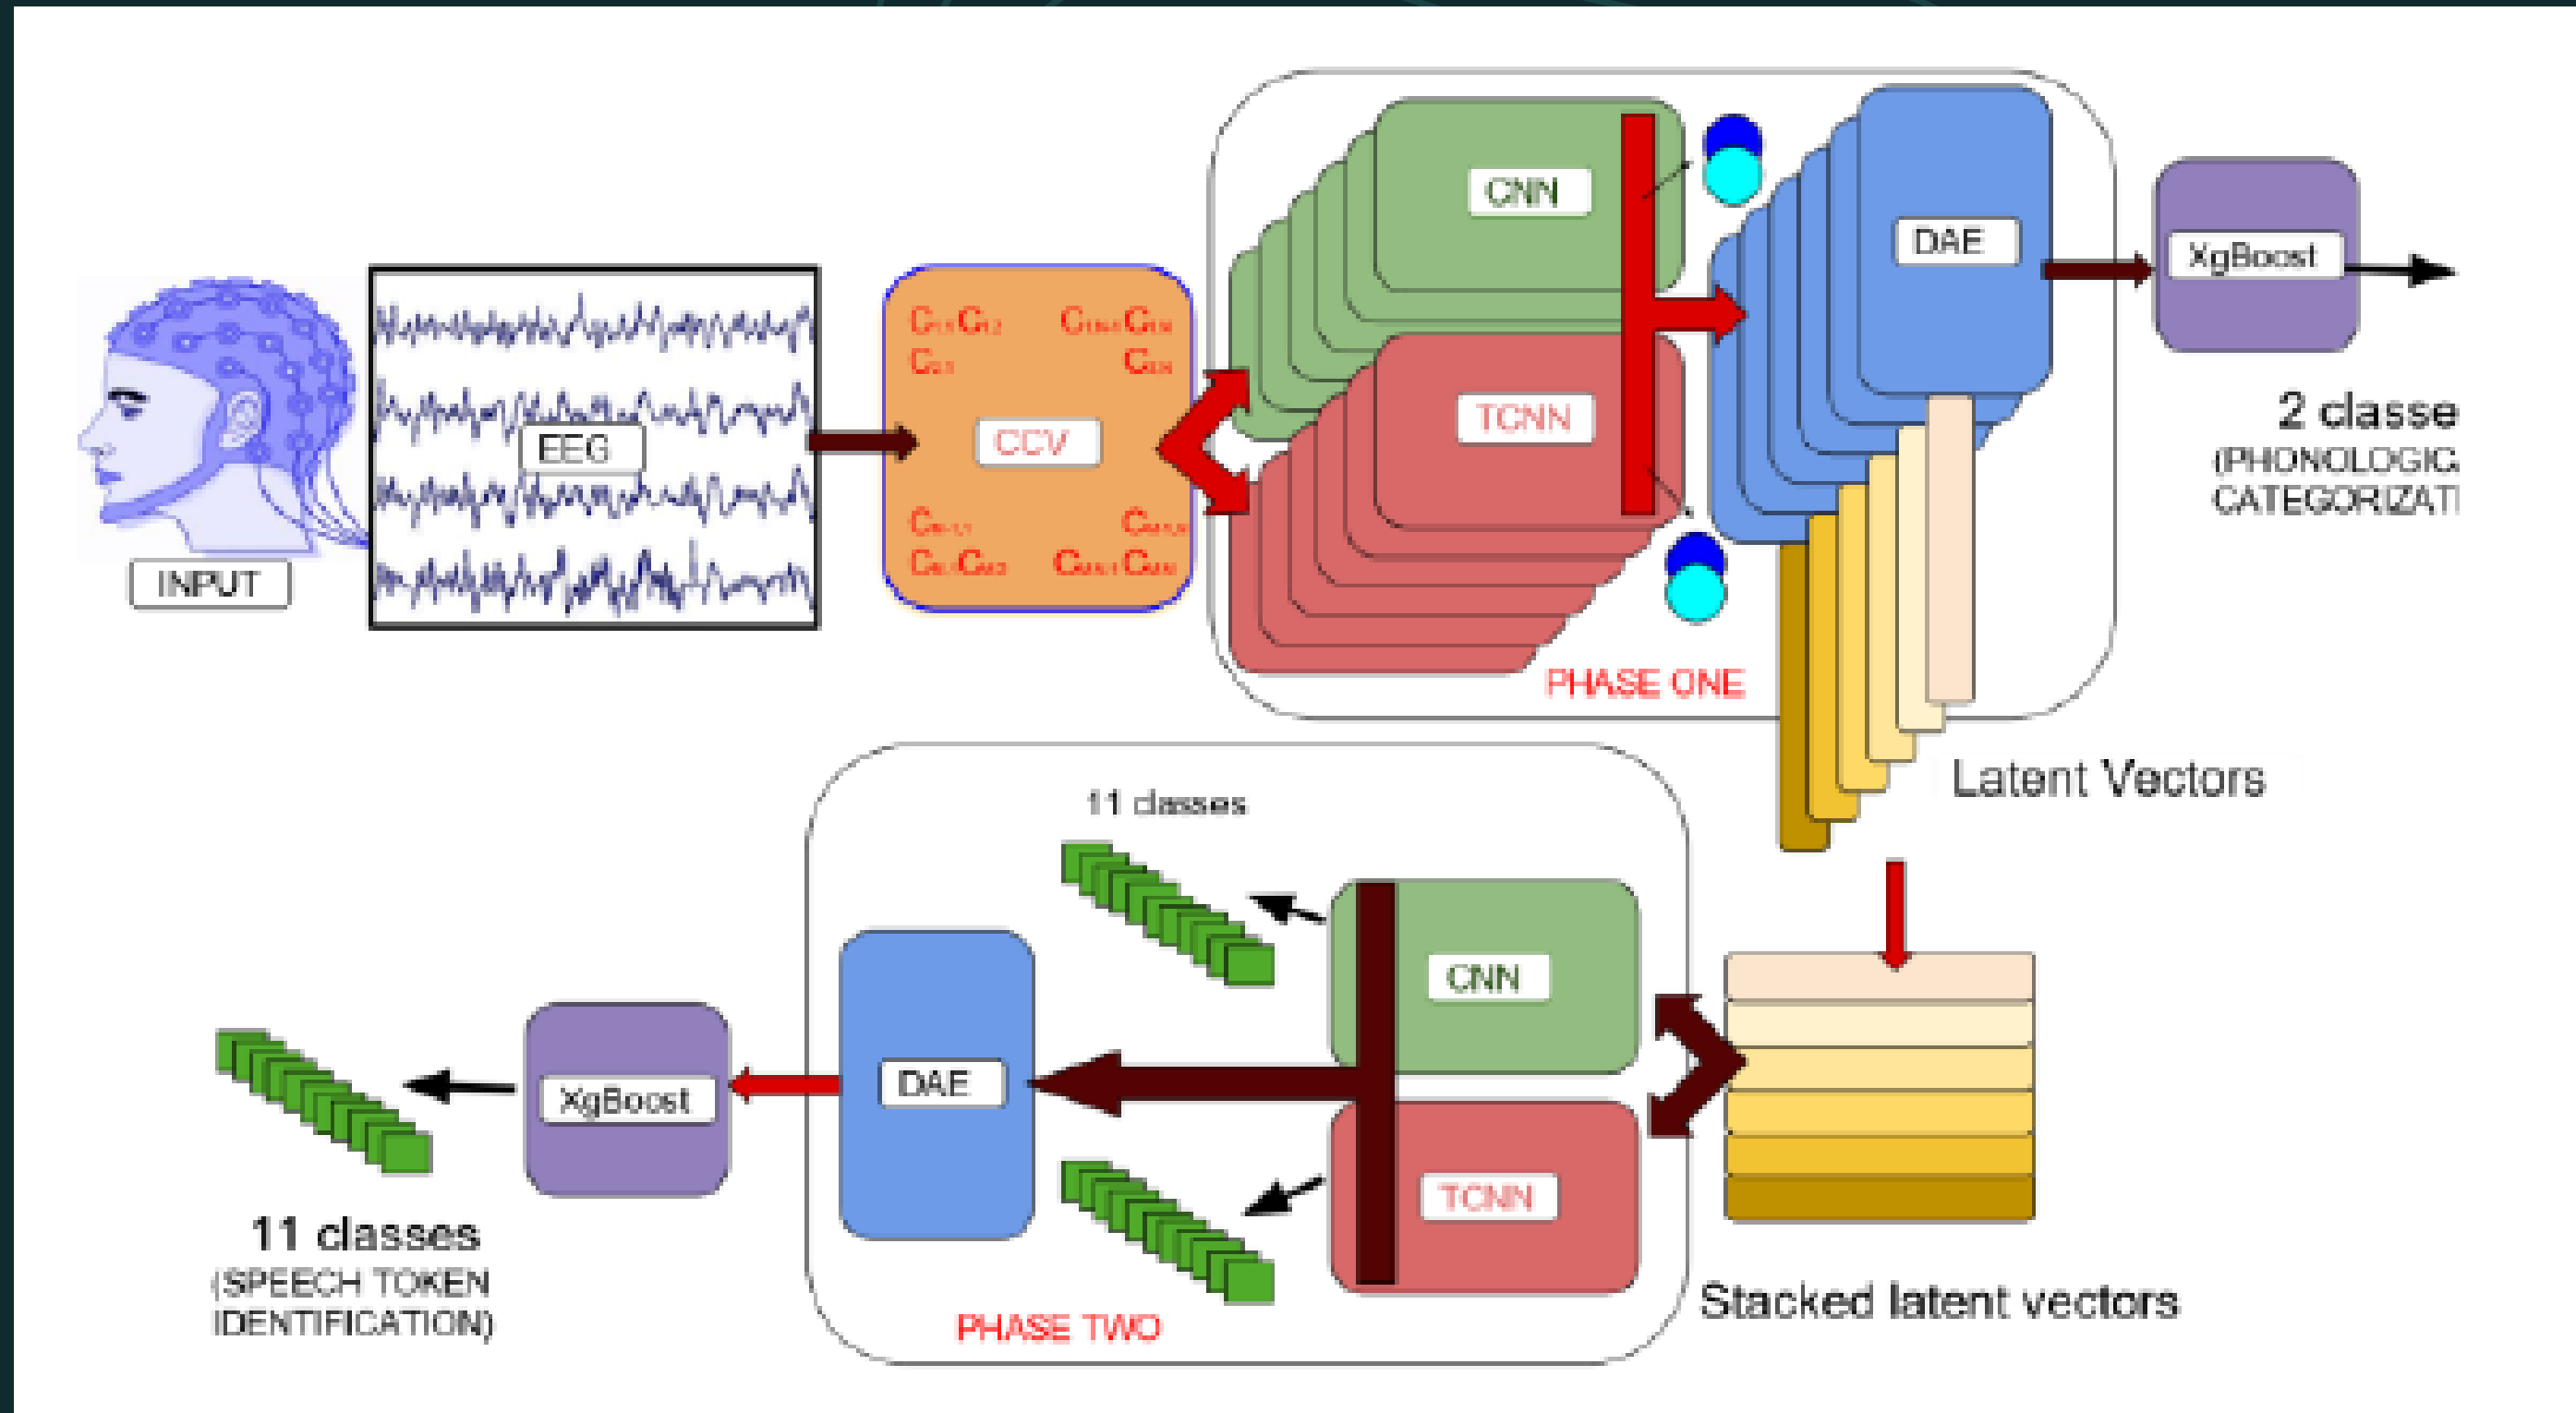 INPUT
EEG
CCV
CNN
TCNN
DAE
XgBoost
2 classe
(PHONOLOGIC
CATEGORIZATI
PHASE ONE
Latent Vectors
Stacked latent vectors
CNN
TCNN
11 classes
DAE
XgBoost
PHASE TWO
11 classes
(SPEECH TOKEN
IDENTIFICATION)